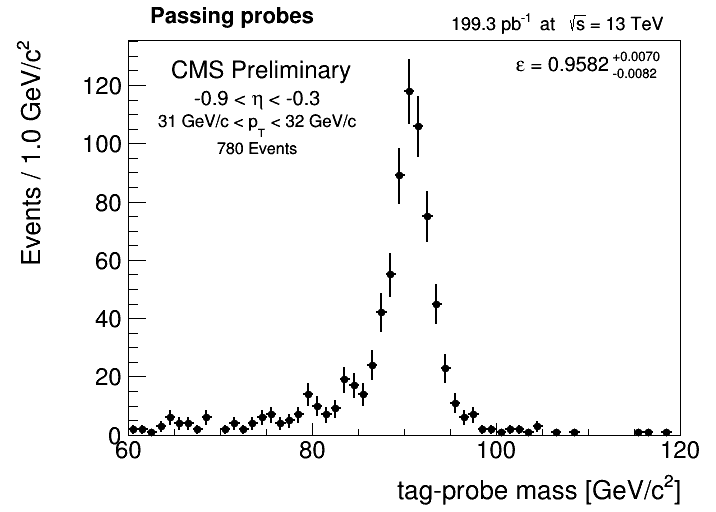 Passing probes
199.3 pb⁻¹ at √s = 13 TeV
CMS Preliminary
ε = 0.9582 +0.0070 -0.0082
-0.9 < η < -0.3
31 GeV/c < p_T < 32 GeV/c
780 Events
Events / 1.0 GeV/c²
120
100
80
60
40
20
0
60 80 100 120
tag-probe mass [GeV/c²]